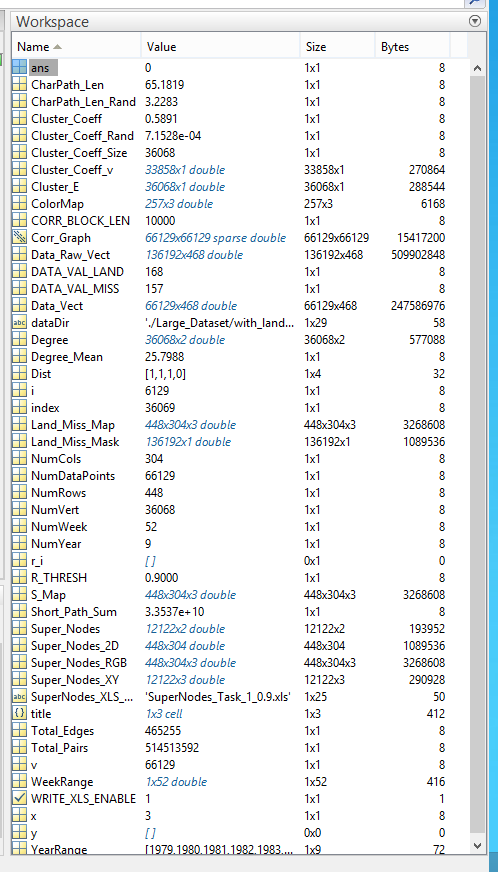 Workspace
Name Value Size Bytes
ans 0 1x1 8
CharPath_Len 65.1819 1x1 8
CharPath_Len_Rand 3.2283 1x1 8
Cluster_Coeff 0.5891 1x1 8
Cluster_Coeff_Rand 7.1528e-04 1x1 8
Cluster_Coeff_Size 36068 1x1 8
Cluster_Coeff_v 33858x1 double 33858x1 270864
Cluster_E 36068x1 double 36068x1 288544
ColorMap 257x3 double 257x3 6168
CORR_BLOCK_LEN 10000 1x1 8
Corr_Graph 66129x66129 sparse double 66129x66129 15417200
Data_Raw_Vect 136192x468 double 136192x468 509902848
DATA_VAL_LAND 168 1x1 8
DATA_VAL_MISS 157 1x1 8
Data_Vect 66129x468 double 66129x468 247586976
abc dataDir './Large_Dataset/with_land... 1x29 58
Degree 36068x2 double 36068x2 577088
Degree_Mean 25.7988 1x1 8
Dist [1,1,1,0] 1x4 32
i 6129 1x1 8
index 36069 1x1 8
Land_Miss_Map 448x304x3 double 448x304x3 3268608
Land_Miss_Mask 136192x1 double 136192x1 1089536
NumCols 304 1x1 8
NumDataPoints 66129 1x1 8
NumRows 448 1x1 8
NumVert 36068 1x1 8
NumWeek 52 1x1 8
NumYear 9 1x1 8
r_i [ ] 0x1 0
R_THRESH 0.9000 1x1 8
S_Map 448x304x3 double 448x304x3 3268608
Short_Path_Sum 3.3537e+10 1x1 8
Super_Nodes 12122x2 double 12122x2 193952
Super_Nodes_2D 448x304 double 448x304 1089536
Super_Nodes_RGB 448x304x3 double 448x304x3 3268608
Super_Nodes_XY 12122x3 double 12122x3 290928
abc SuperNodes_XLS_... 'SuperNodes_Task_1_0.9.xls' 1x25 50
{} title 1x3 cell 1x3 412
Total_Edges 465255 1x1 8
Total_Pairs 514513592 1x1 8
v 66129 1x1 8
WeekRange 1x52 double 1x52 416
WRITE_XLS_ENABLE 1 1x1 1
x 3 1x1 8
y [ ] 0x0 0
YearRange [1979,1980,1981,1982,1983,... 1x9 72